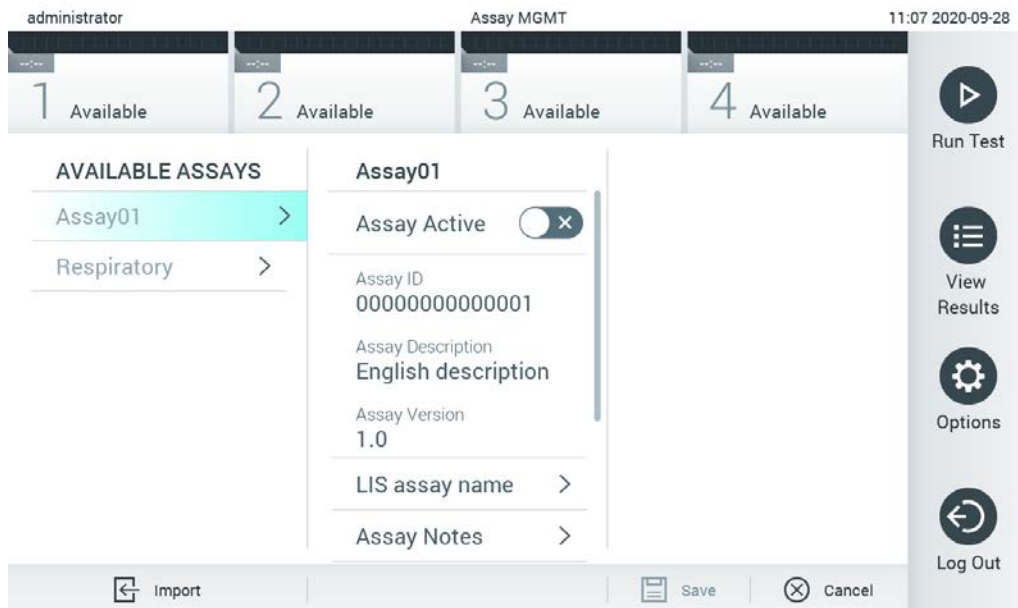 administrator
Assay MGMT
11:07 2020-09-28
--:--
1 Available
--:--
2 Available
--:--
3 Available
--:--
4 Available
AVAILABLE ASSAYS
Assay01
Respiratory
Assay01
Assay Active
Assay ID
00000000000001
Assay Description
English description
Assay Version
1.0
LIS assay name
Assay Notes
Run Test
View
Results
Options
Log Out
Import
Save
Cancel